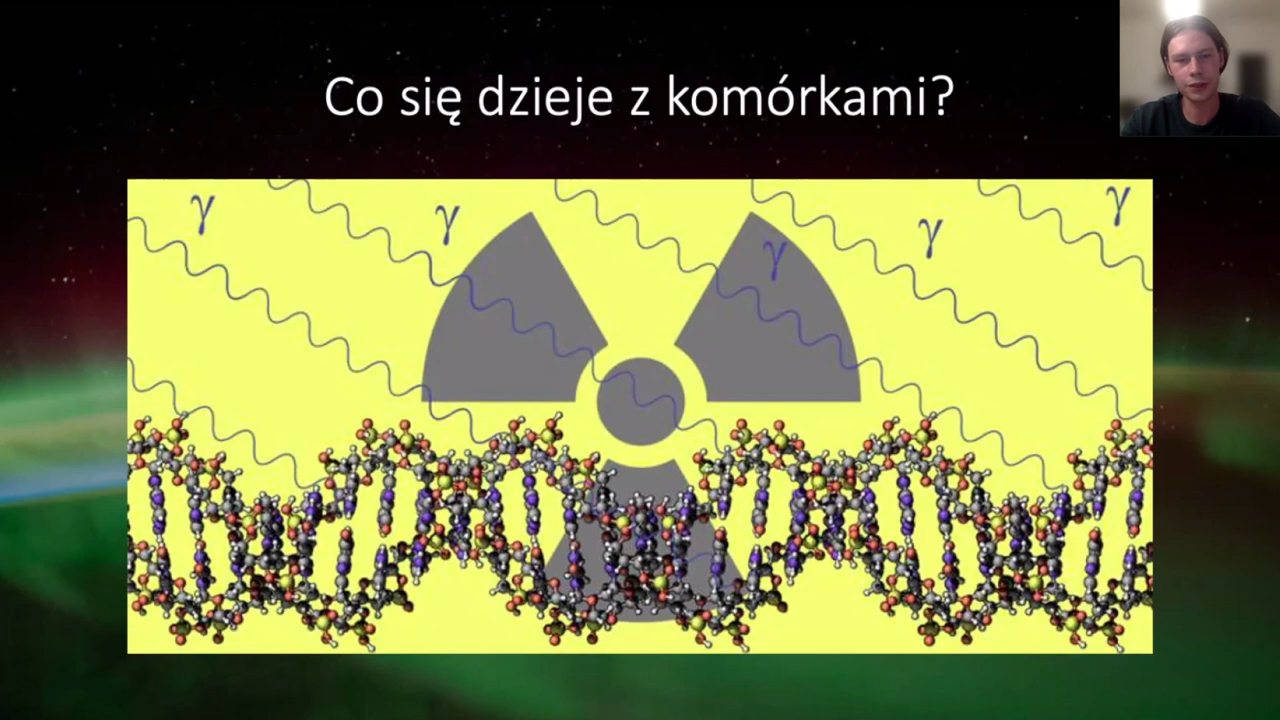 Co się dzieje z komórkami?
γ γ γ γ γ